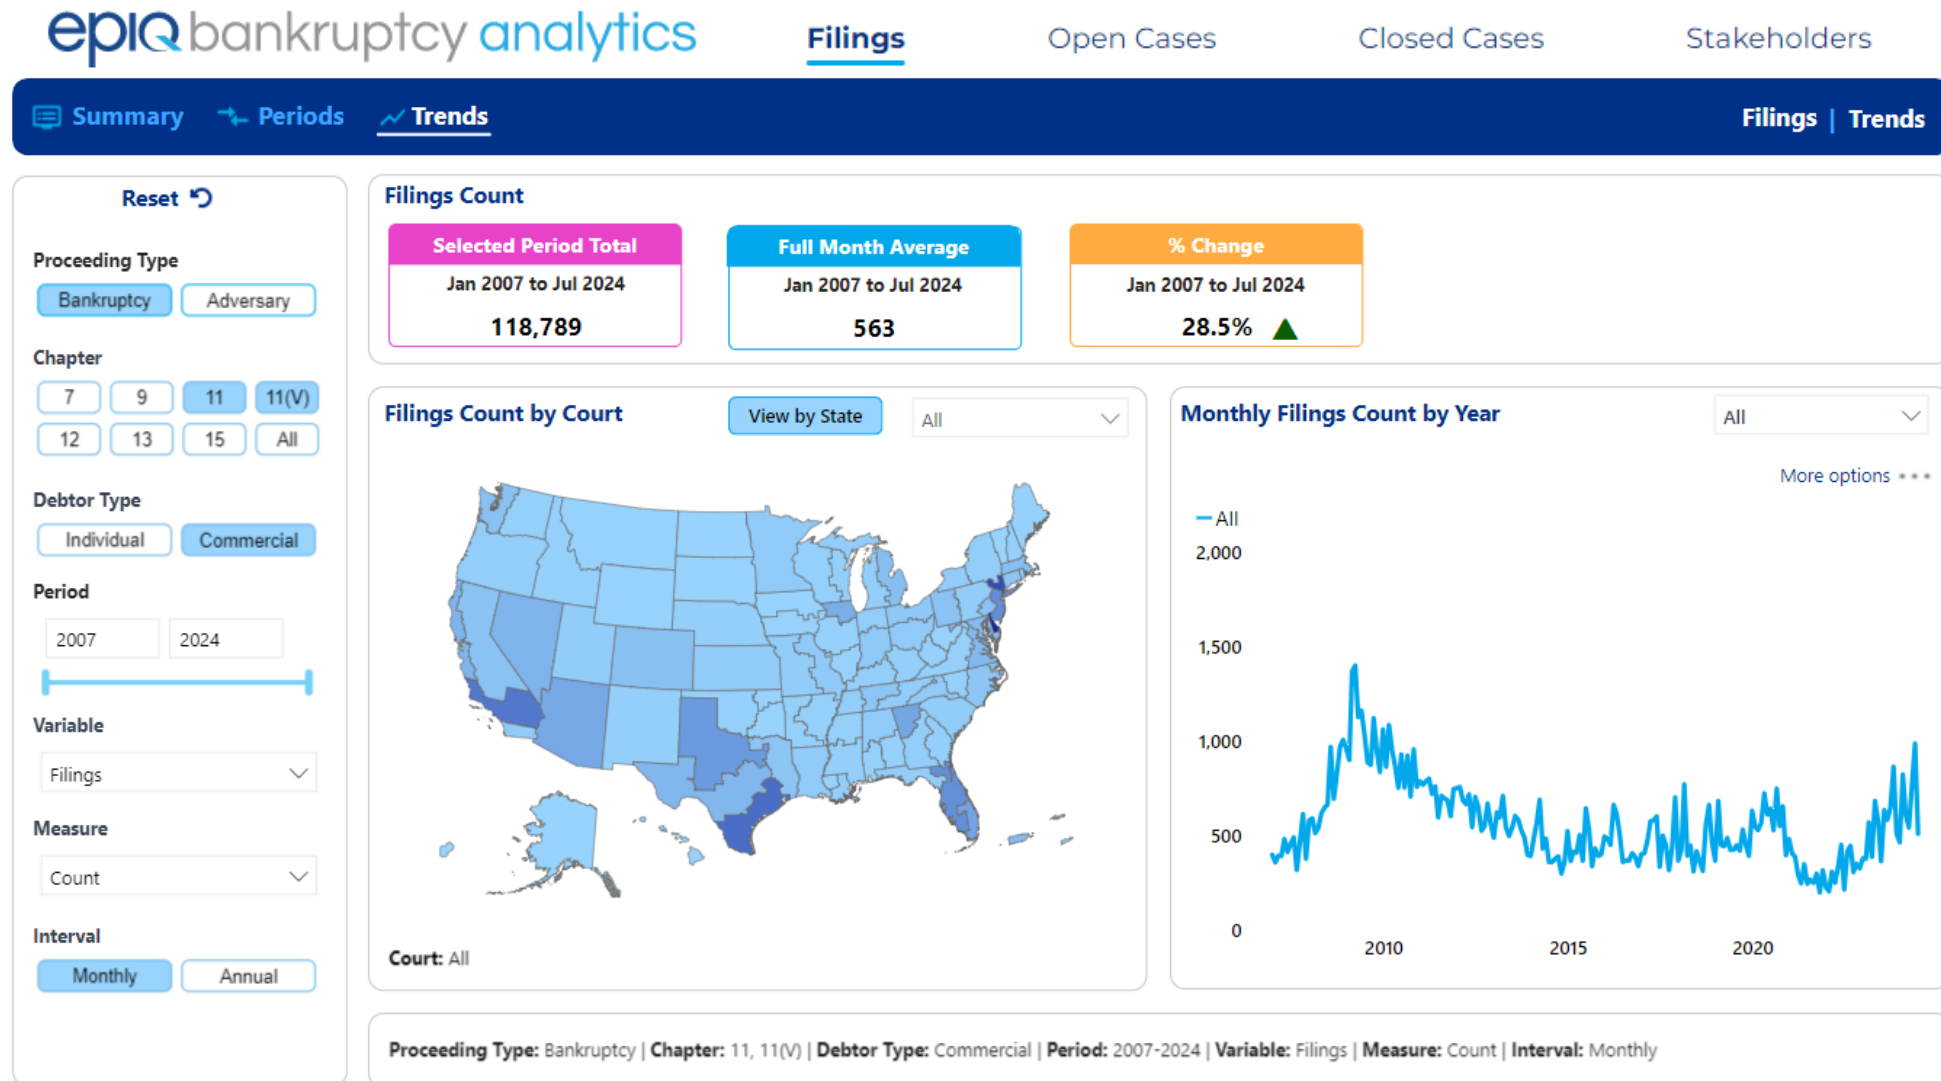 epiq bankruptcy analytics
Filings
Open Cases
Closed Cases
Stakeholders
Summary
Periods
Trends
Filings | Trends
Reset
Proceeding Type
Bankruptcy
Adversary
Chapter
7
9
11
11(V)
12
13
15
All
Debtor Type
Individual
Commercial
Period
2007
2024
Variable
Filings
Measure
Count
Interval
Monthly
Annual
Filings Count
Selected Period Total
Jan 2007 to Jul 2024
118,789
Full Month Average
Jan 2007 to Jul 2024
563
% Change
Jan 2007 to Jul 2024
28.5%
Filings Count by Court
View by State
All
Court: All
Monthly Filings Count by Year
All
More options
All
2,000
1,500
1,000
500
0
2010
2015
2020
Proceeding Type: Bankruptcy | Chapter: 11, 11(V) | Debtor Type: Commercial | Period: 2007-2024 | Variable: Filings | Measure: Count | Interval: Monthly